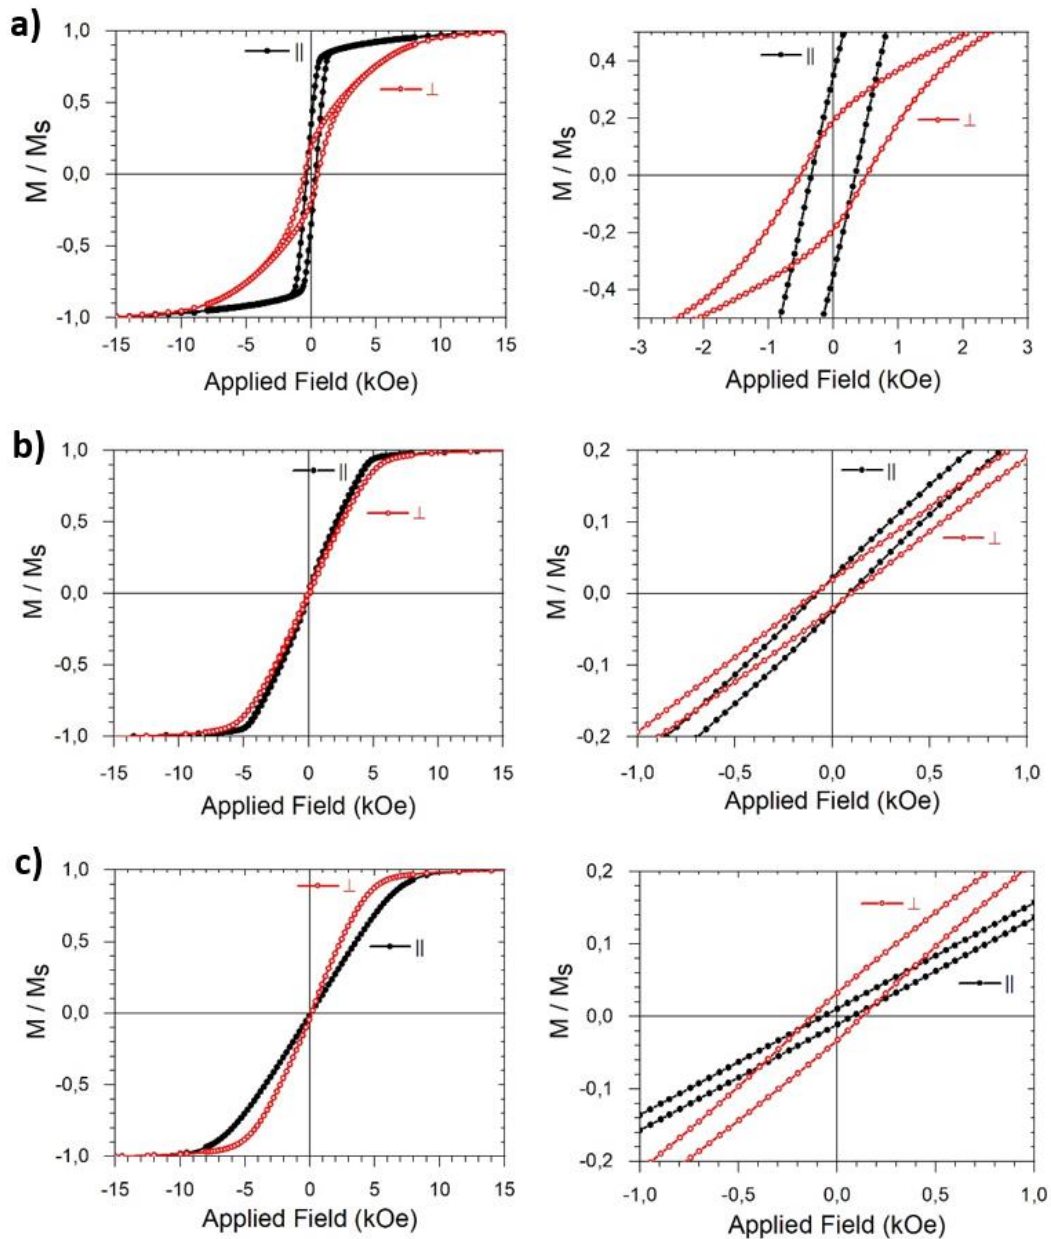 a)
M / Ms
1,0
0,5
0,0
-0,5
-1,0
||
⊥
-15 -10 -5 0 5 10 15
Applied Field (kOe)
M / Ms
0,4
0,2
0,0
-0,2
-0,4
||
⊥
-3 -2 -1 0 1 2 3
Applied Field (kOe)
b)
M / Ms
1,0
0,5
0,0
-0,5
-1,0
||
⊥
-15 -10 -5 0 5 10 15
Applied Field (kOe)
M / Ms
0,2
0,1
0,0
-0,1
-0,2
||
⊥
-1,0 -0,5 0,0 0,5 1,0
Applied Field (kOe)
c)
M / Ms
1,0
0,5
0,0
-0,5
-1,0
⊥
||
-15 -10 -5 0 5 10 15
Applied Field (kOe)
M / Ms
0,2
0,1
0,0
-0,1
-0,2
⊥
||
-1,0 -0,5 0,0 0,5 1,0
Applied Field (kOe)